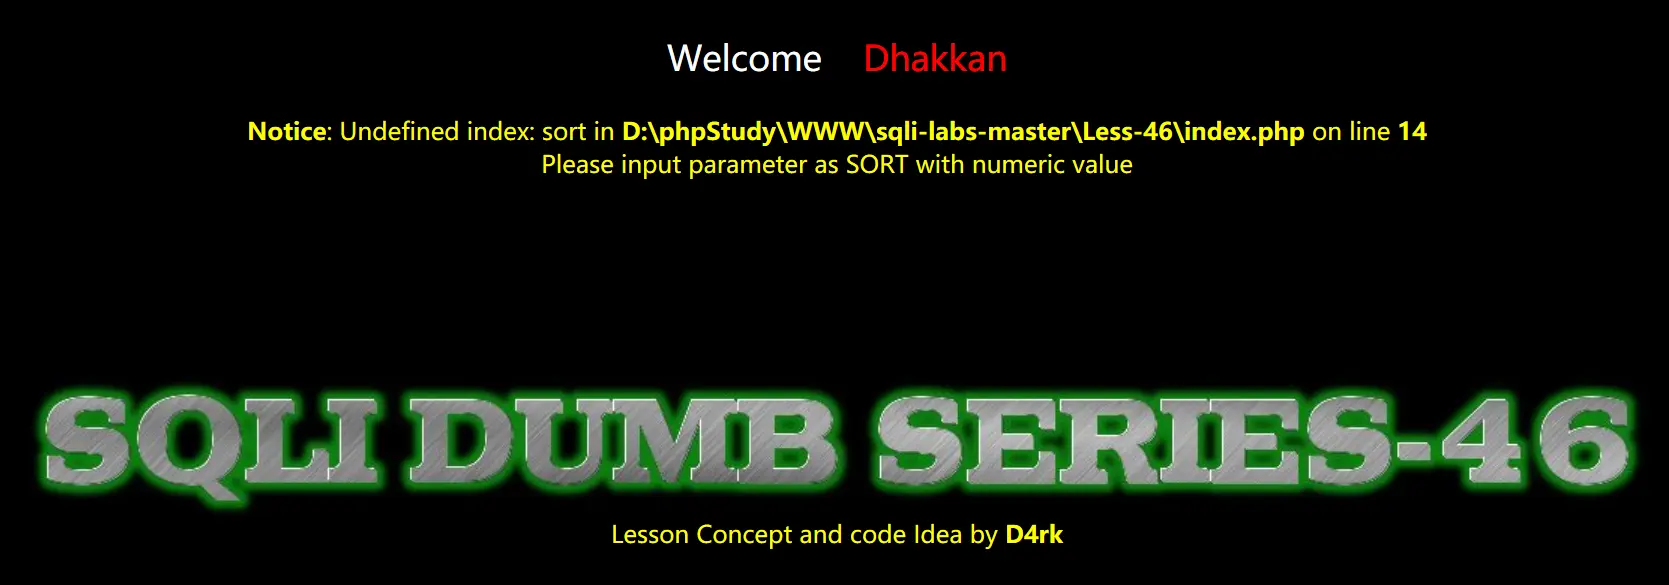 Welcome Dhakkan
Notice: Undefined index: sort in D:\phpStudy\WWW\sqli-labs-master\Less-46\index.php on line 14
Please input parameter as SORT with numeric value
SQLI DUMB SERIES-46
Lesson Concept and code Idea by D4rk